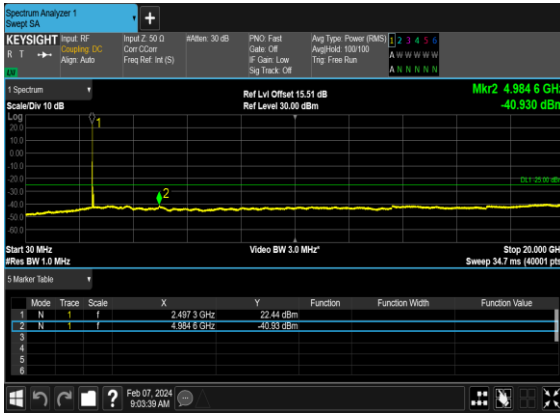 Spectrum Analyzer 1
Swept SA
+
KEYSIGHT Input: RF Input Z: 50 Ω #Atten: 30 dB PNO: Fast Avg Type: Power (RMS) 1 2 3 4 5 6
R T Coupling: DC Corr CCorr Gate: Off Avg|Hold: 100/100 A W W W W W
Align: Auto Freq Ref: Int (S) IF Gain: Low Trig: Free Run
Sig Track: Off A N N N N N
1 Spectrum Ref Lvl Offset 15.51 dB Mkr2 4.984 6 GHz
Scale/Div 10 dB Ref Level 30.00 dBm -40.930 dBm
Log
20.0
10.0
0.00
-10.0
-20.0
-30.0
-40.0
-50.0
-60.0
1
2
DL1 -25.00 dBm
Start 30 MHz Video BW 3.0 MHz* Stop 20.000 GHz
#Res BW 1.0 MHz Sweep 34.7 ms (40001 pts)
5 Marker Table
Mode Trace Scale X Y Function Function Width Function Value
1 N 1 f 2.497 3 GHz 22.44 dBm
2 N 1 f 4.984 6 GHz -40.93 dBm
3
4
5
6
? Feb 07, 2024
9:03:39 AM